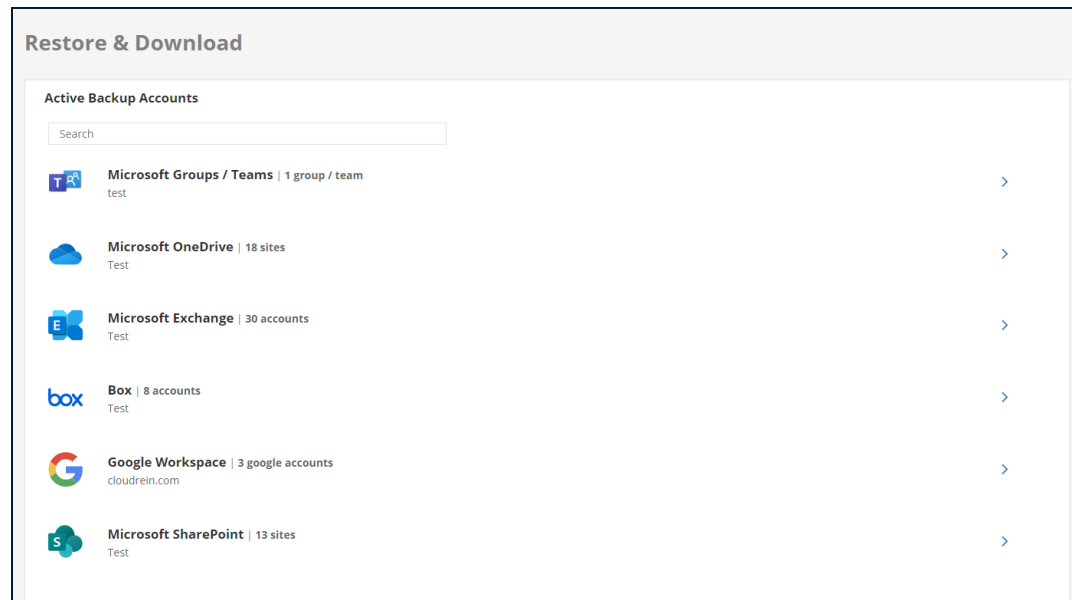 Restore & Download
Active Backup Accounts
Search
T
Microsoft Groups / Teams | 1 group / team
test
Microsoft OneDrive | 18 sites
Test
E
Microsoft Exchange | 30 accounts
Test
box
Box | 8 accounts
Test
G
Google Workspace | 3 google accounts
cloudrein.com
S
Microsoft SharePoint | 13 sites
Test